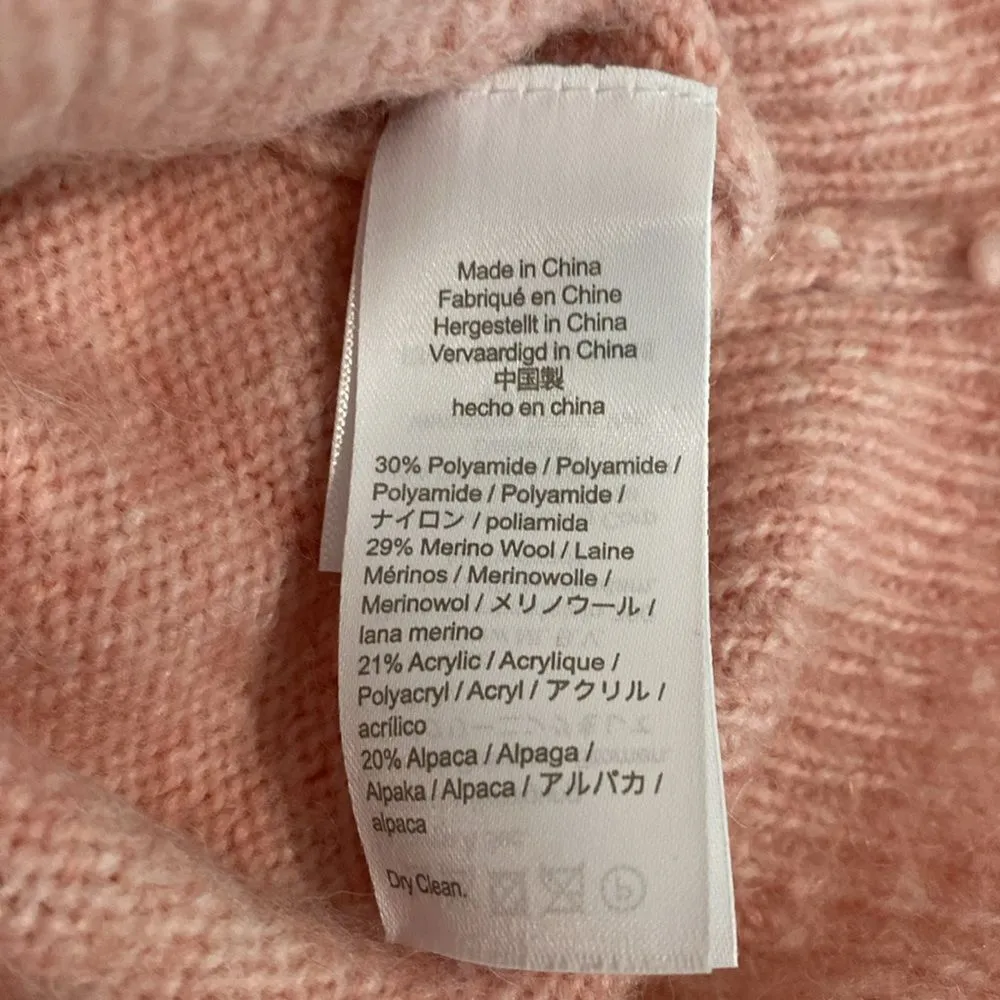 Made in China
Fabriqué en Chine
Hergestellt in China
Vervaardigd in China
中国製
hecho en china
30% Polyamide / Polyamide /
Polyamide / Polyamide /
ナイロン / poliamida
29% Merino Wool / Laine
Mérinos / Merinowolle /
Merinowol / メリノウール /
lana merino
21% Acrylic / Acrylique /
Polyacryl / Acryl / アクリル /
acrílico
20% Alpaca / Alpaga /
Alpaka / Alpaca / アルパカ /
alpaca
Dry Clean.